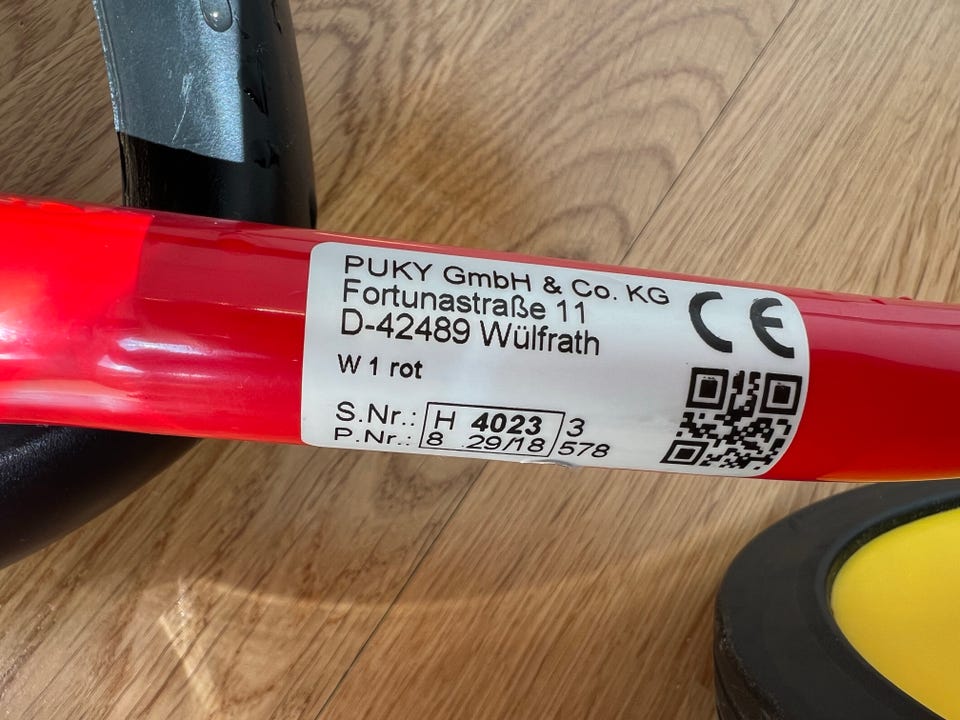 PUKY GmbH & Co. KG
Fortunastraße 11
D-42489 Wülfrath
CE
W 1 rot
S.Nr.: H 4023 3
P.Nr.: 8 .29/18 578